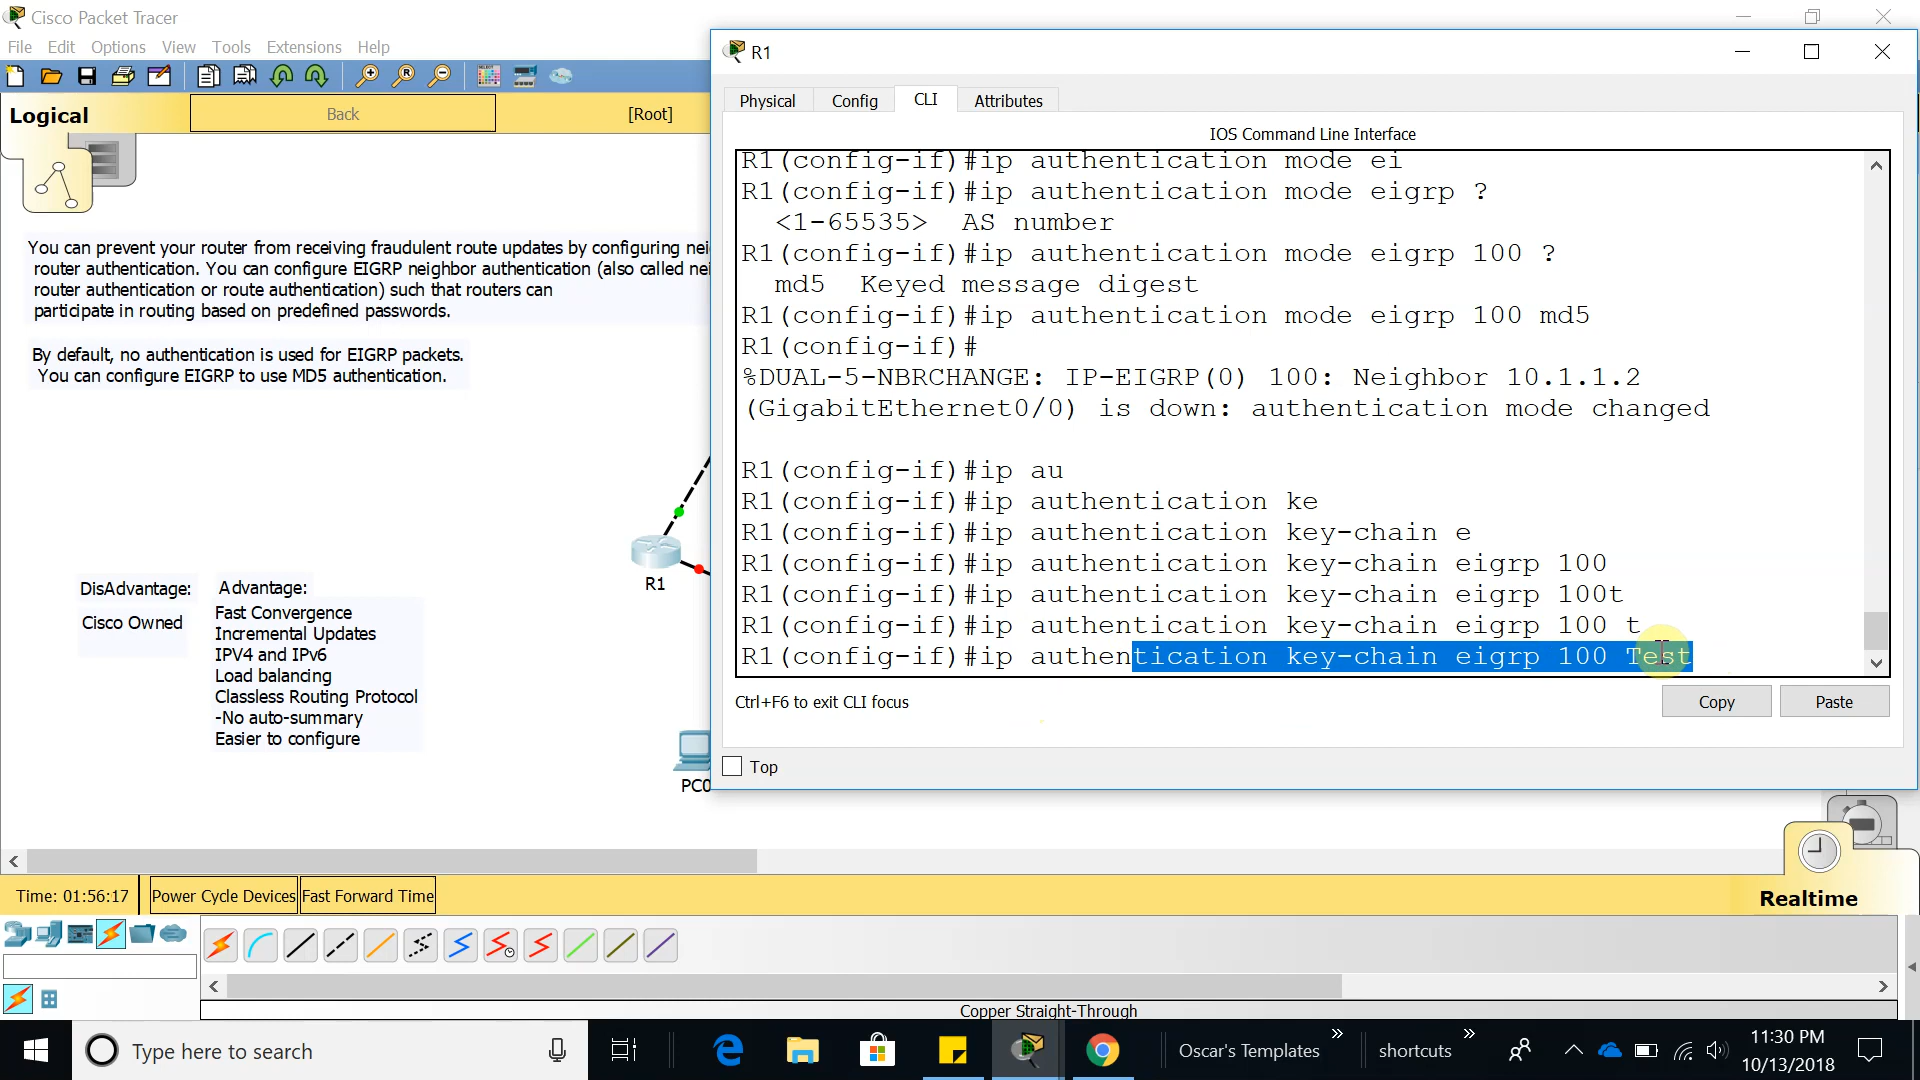 Cisco Packet Tracer
File Edit Options View Tools Extensions Help
Logical
Back
[Root]
You can prevent your router from receiving fraudulent route updates by configuring nei
router authentication. You can configure EIGRP neighbor authentication (also called nei
router authentication or route authentication) such that routers can
participate in routing based on predefined passwords.
By default, no authentication is used for EIGRP packets.
You can configure EIGRP to use MD5 authentication.
DisAdvantage:
Cisco Owned
Advantage:
Fast Convergence
Incremental Updates
IPV4 and IPv6
Load balancing
Classless Routing Protocol
-No auto-summary
Easier to configure
R1
PC0
R1
Physical Config CLI Attributes
IOS Command Line Interface
R1(config-if)#ip authentication mode ei
R1(config-if)#ip authentication mode eigrp ?
<1-65535> AS number
R1(config-if)#ip authentication mode eigrp 100 ?
md5 Keyed message digest
R1(config-if)#ip authentication mode eigrp 100 md5
R1(config-if)#
%DUAL-5-NBRCHANGE: IP-EIGRP(0) 100: Neighbor 10.1.1.2
(GigabitEthernet0/0) is down: authentication mode changed
R1(config-if)#ip au
R1(config-if)#ip authentication ke
R1(config-if)#ip authentication key-chain e
R1(config-if)#ip authentication key-chain eigrp 100
R1(config-if)#ip authentication key-chain eigrp 100t
R1(config-if)#ip authentication key-chain eigrp 100 t
R1(config-if)#ip authentication key-chain eigrp 100 Test
Ctrl+F6 to exit CLI focus
Copy
Paste
Top
Time: 01:56:17
Power Cycle Devices
Fast Forward Time
Realtime
Copper Straight-Through
Type here to search
Oscar's Templates
shortcuts
11:30 PM
10/13/2018